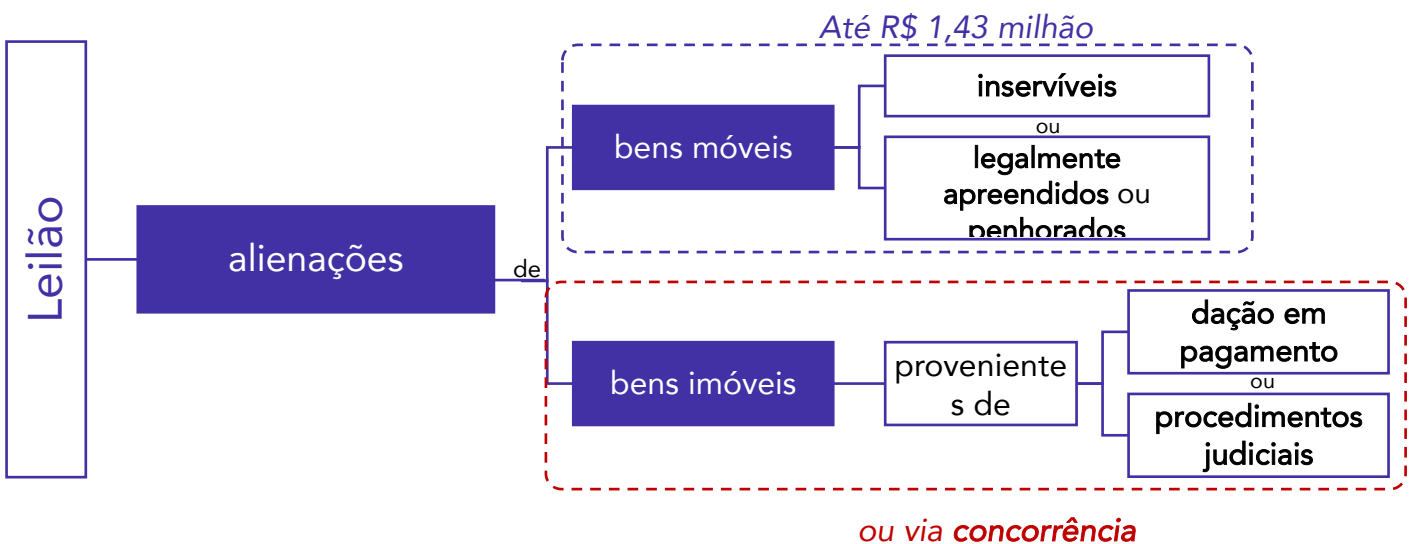 Até R$ 1,43 milhão
Leilão
alienações
de
bens móveis
inservíveis
ou
legalmente
apreendidos ou
penhorados
bens imóveis
proveniente
s de
dação em
pagamento
ou
procedimentos
judiciais
ou via concorrência